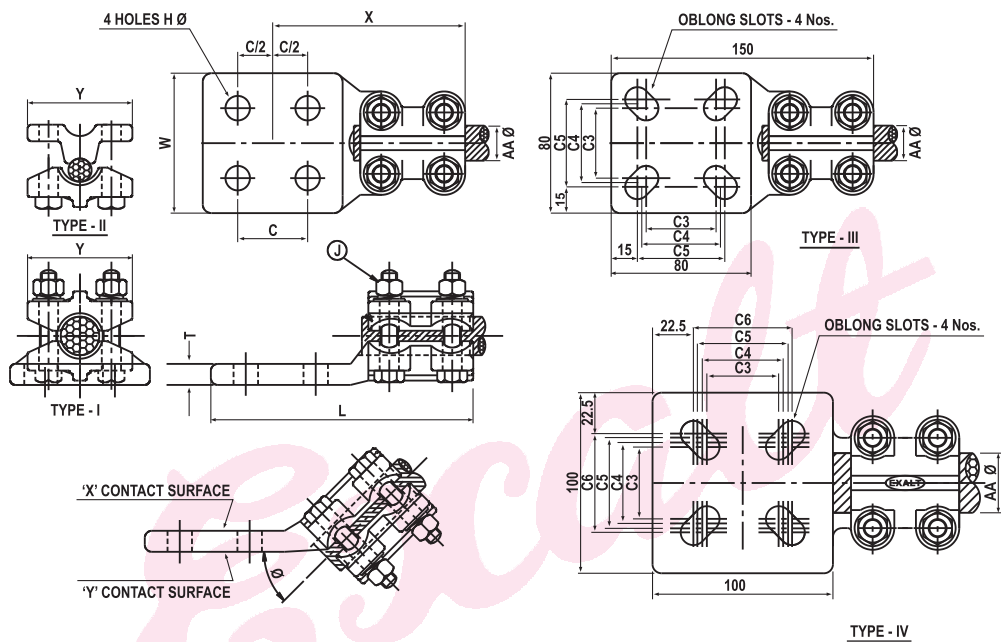 4 HOLES H Ø
X
C/2 C/2
Y
W
AA Ø
TYPE - II
C
Y
J
T
TYPE - I
L
'X' CONTACT SURFACE
'Y' CONTACT SURFACE
Ø
OBLONG SLOTS - 4 Nos.
150
80
C5
C4
C3
15
AA Ø
C3
C4
15
C5
80
TYPE - III
C6
22.5
C5
OBLONG SLOTS - 4 Nos.
C4
C3
22.5
100
C6
C5
C4
C3
EXALT
AA Ø
100
TYPE - IV
Excalt